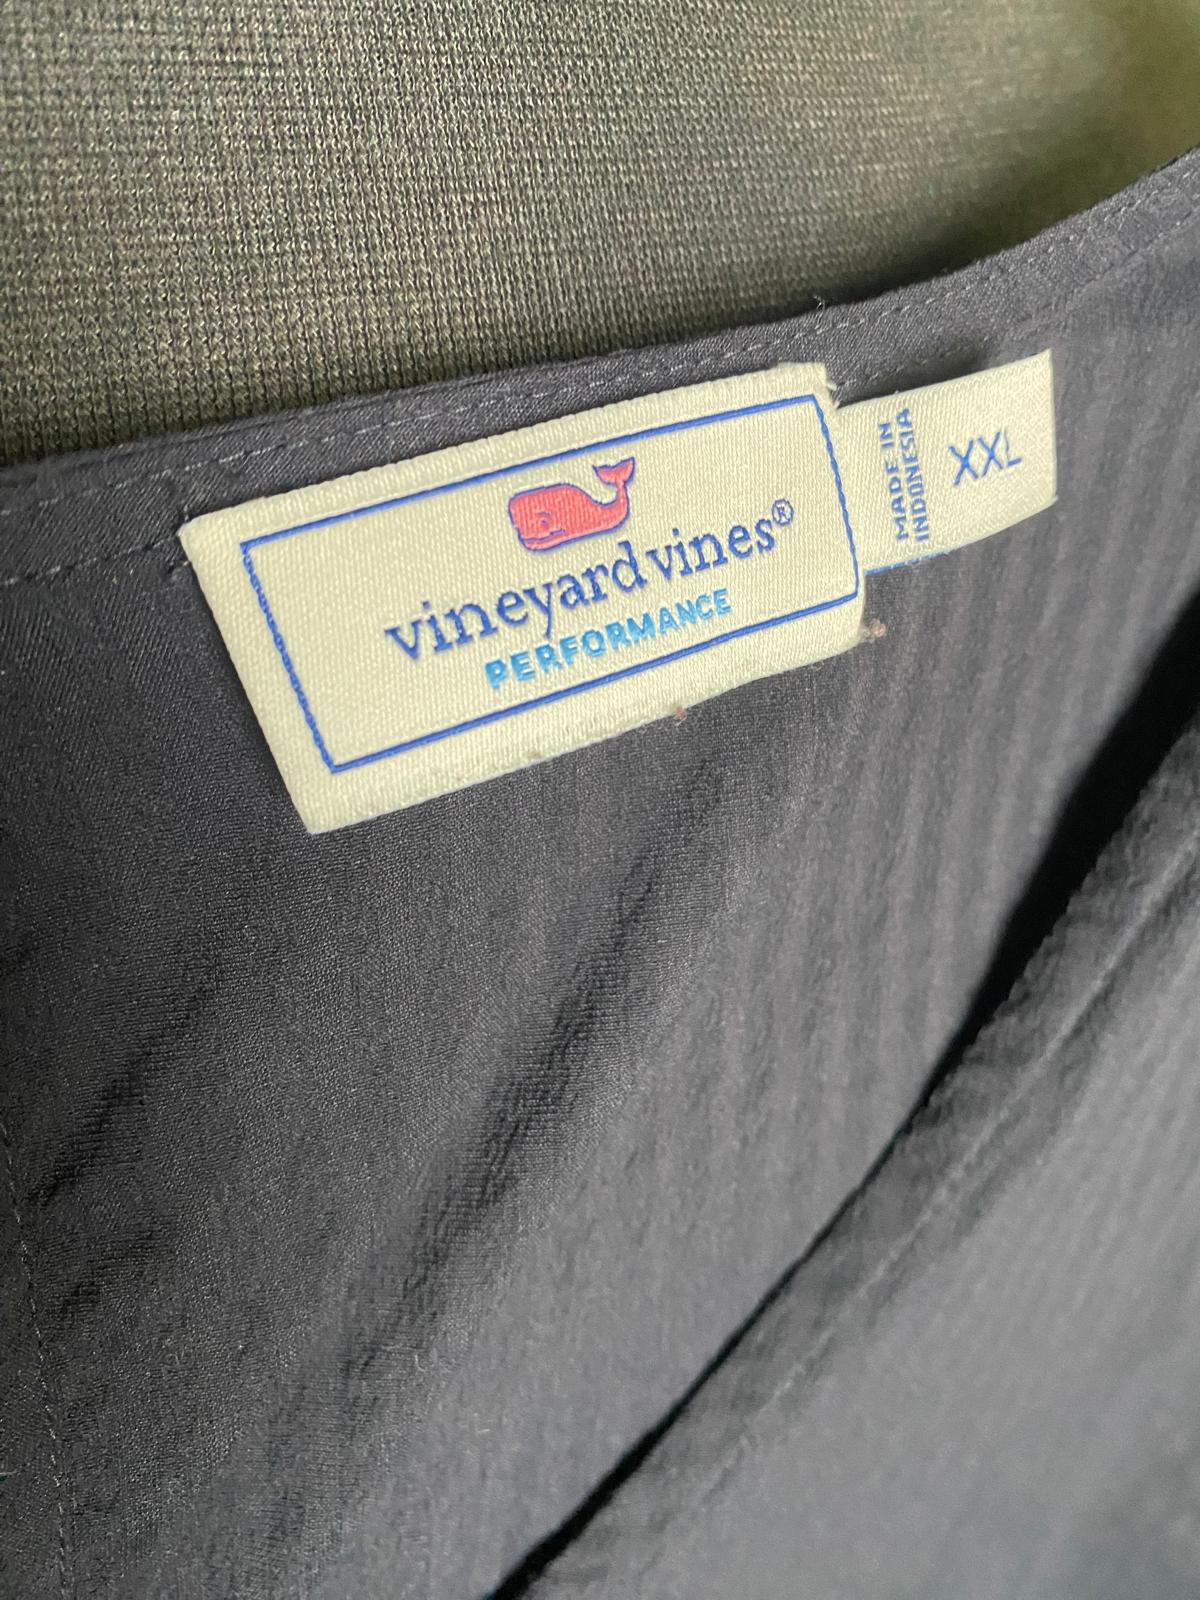 vineyard vines®
PERFORMANCE
MADE IN
INDONESIA
XXL